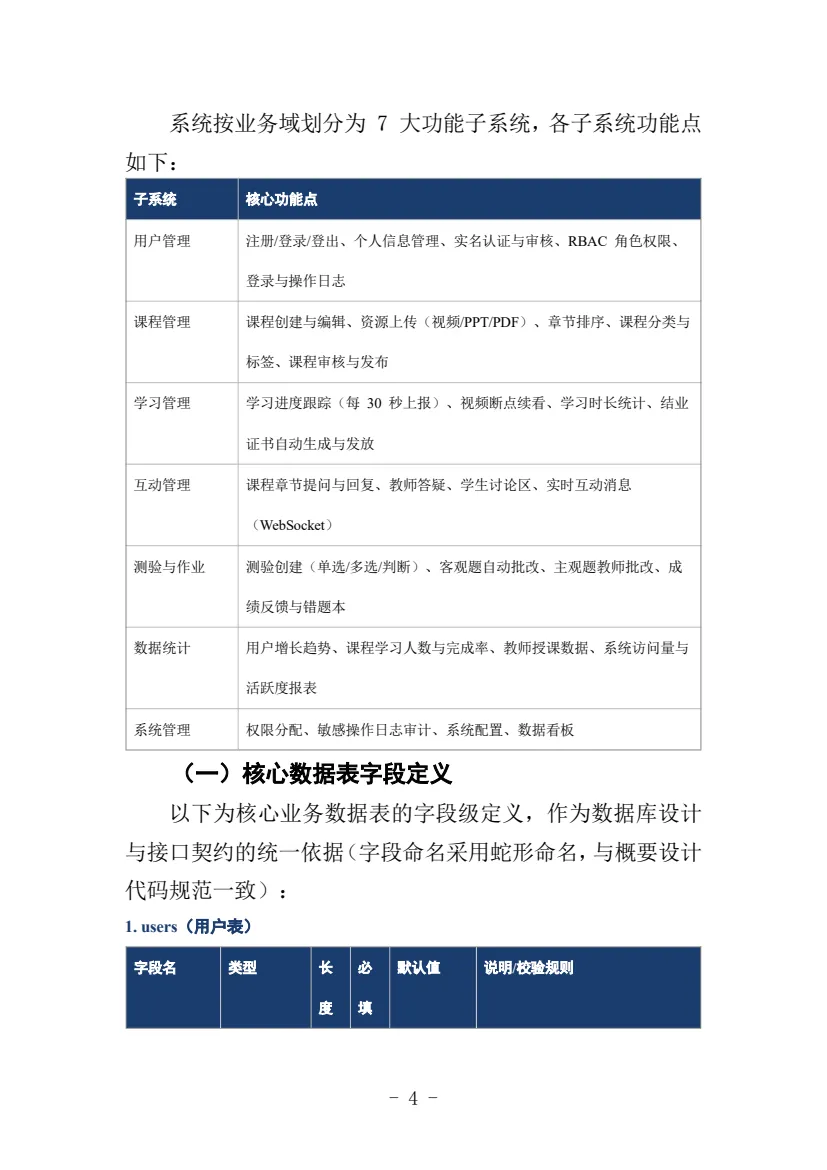 系统按业务域划分为 7 大功能子系统，各子系统功能点
如下：
子系统 核心功能点
用户管理 注册/登录/登出、个人信息管理、实名认证与审核、RBAC 角色权限、
登录与操作日志
课程管理 课程创建与编辑、资源上传（视频/PPT/PDF）、章节排序、课程分类与
标签、课程审核与发布
学习管理 学习进度跟踪（每 30 秒上报）、视频断点续看、学习时长统计、结业
证书自动生成与发放
互动管理 课程章节提问与回复、教师答疑、学生讨论区、实时互动消息
（WebSocket）
测验与作业 测验创建（单选/多选/判断）、客观题自动批改、主观题教师批改、成
绩反馈与错题本
数据统计 用户增长趋势、课程学习人数与完成率、教师授课数据、系统访问量与
活跃度报表
系统管理 权限分配、敏感操作日志审计、系统配置、数据看板
（一）核心数据表字段定义
以下为核心业务数据表的字段级定义，作为数据库设计
与接口契约的统一依据（字段命名采用蛇形命名，与概要设计
代码规范一致）：
1. users（用户表）
字段名 类型 长 必 默认值 说明/校验规则
度 填
- 4 -